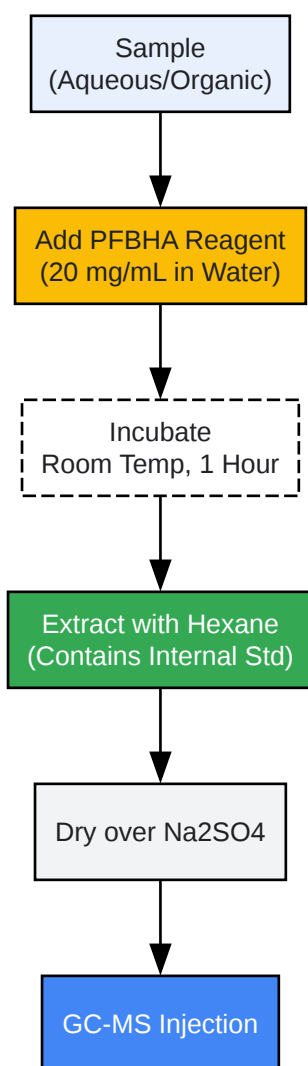 Sample
(Aqueous/Organic)
Add PFBHA Reagent
(20 mg/mL in Water)
Incubate
Room Temp, 1 Hour
Extract with Hexane
(Contains Internal Std)
Dry over Na2SO4
GC-MS Injection